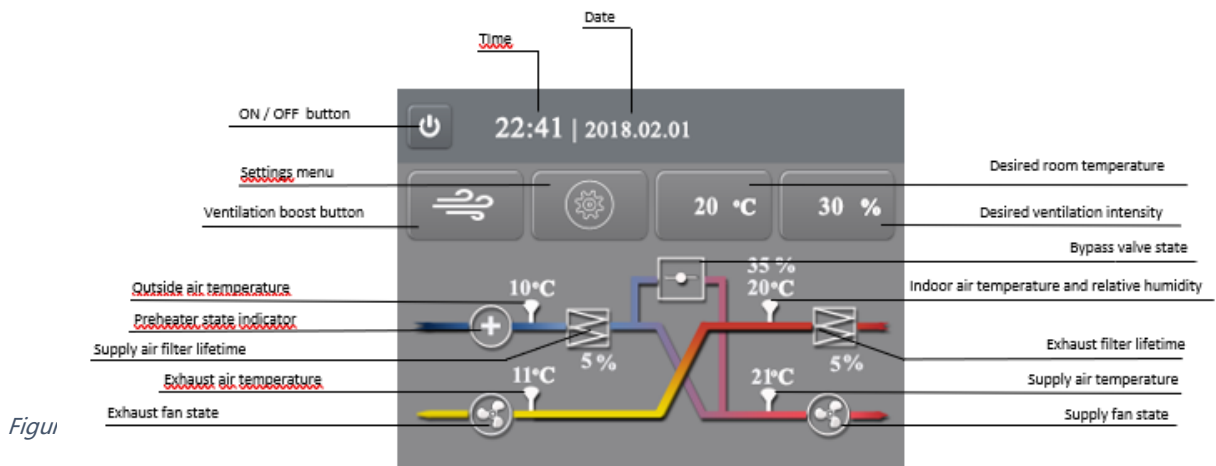 Date
Time
ON / OFF button
22:41 | 2018.02.01
Settings menu
Desired room temperature
Ventilation boost button
20 °C
30 %
Desired ventilation intensity
Bypass valve state
35 %
Outside air temperature
10°C
20°C
Indoor air temperature and relative humidity
Preheater state indicator
Supply air filter lifetime
5%
5%
Exhaust filter lifetime
Exhaust air temperature
11°C
21°C
Supply air temperature
Exhaust fan state
Supply fan state